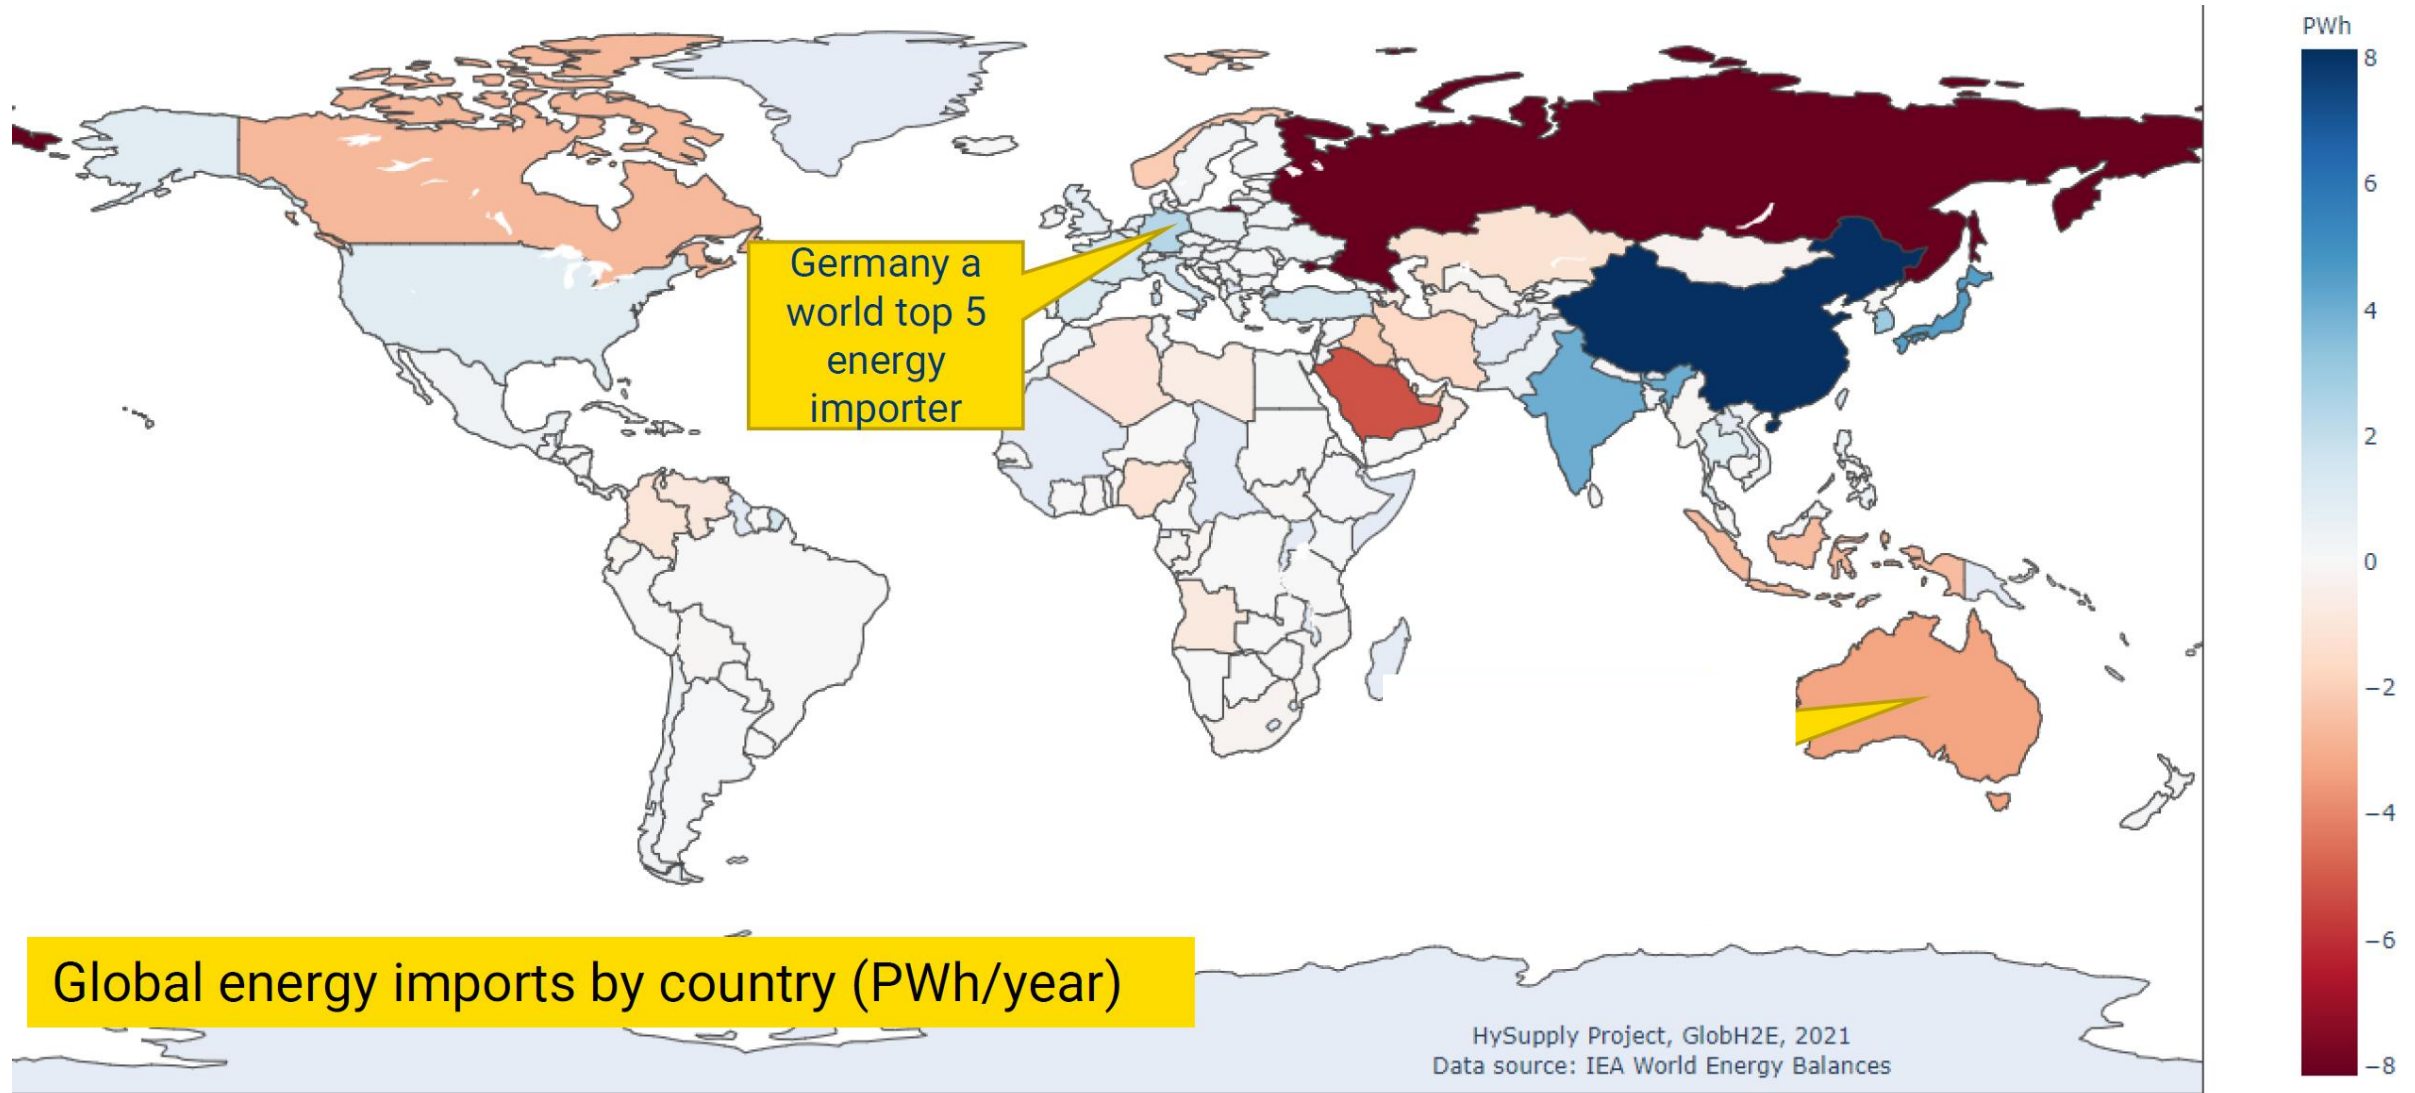 PWh
8
6
4
2
0
−2
−4
−6
−8
Germany a
world top 5
energy
importer
Global energy imports by country (PWh/year)
HySupply Project, GlobH2E, 2021
Data source: IEA World Energy Balances